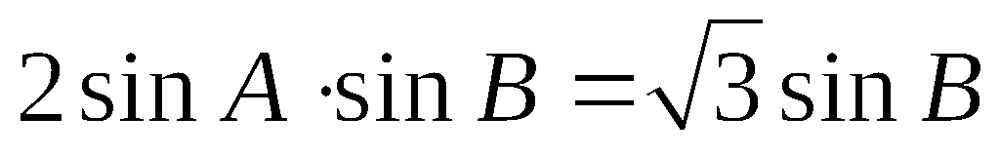 2 sin A · sin B = √3 sin B